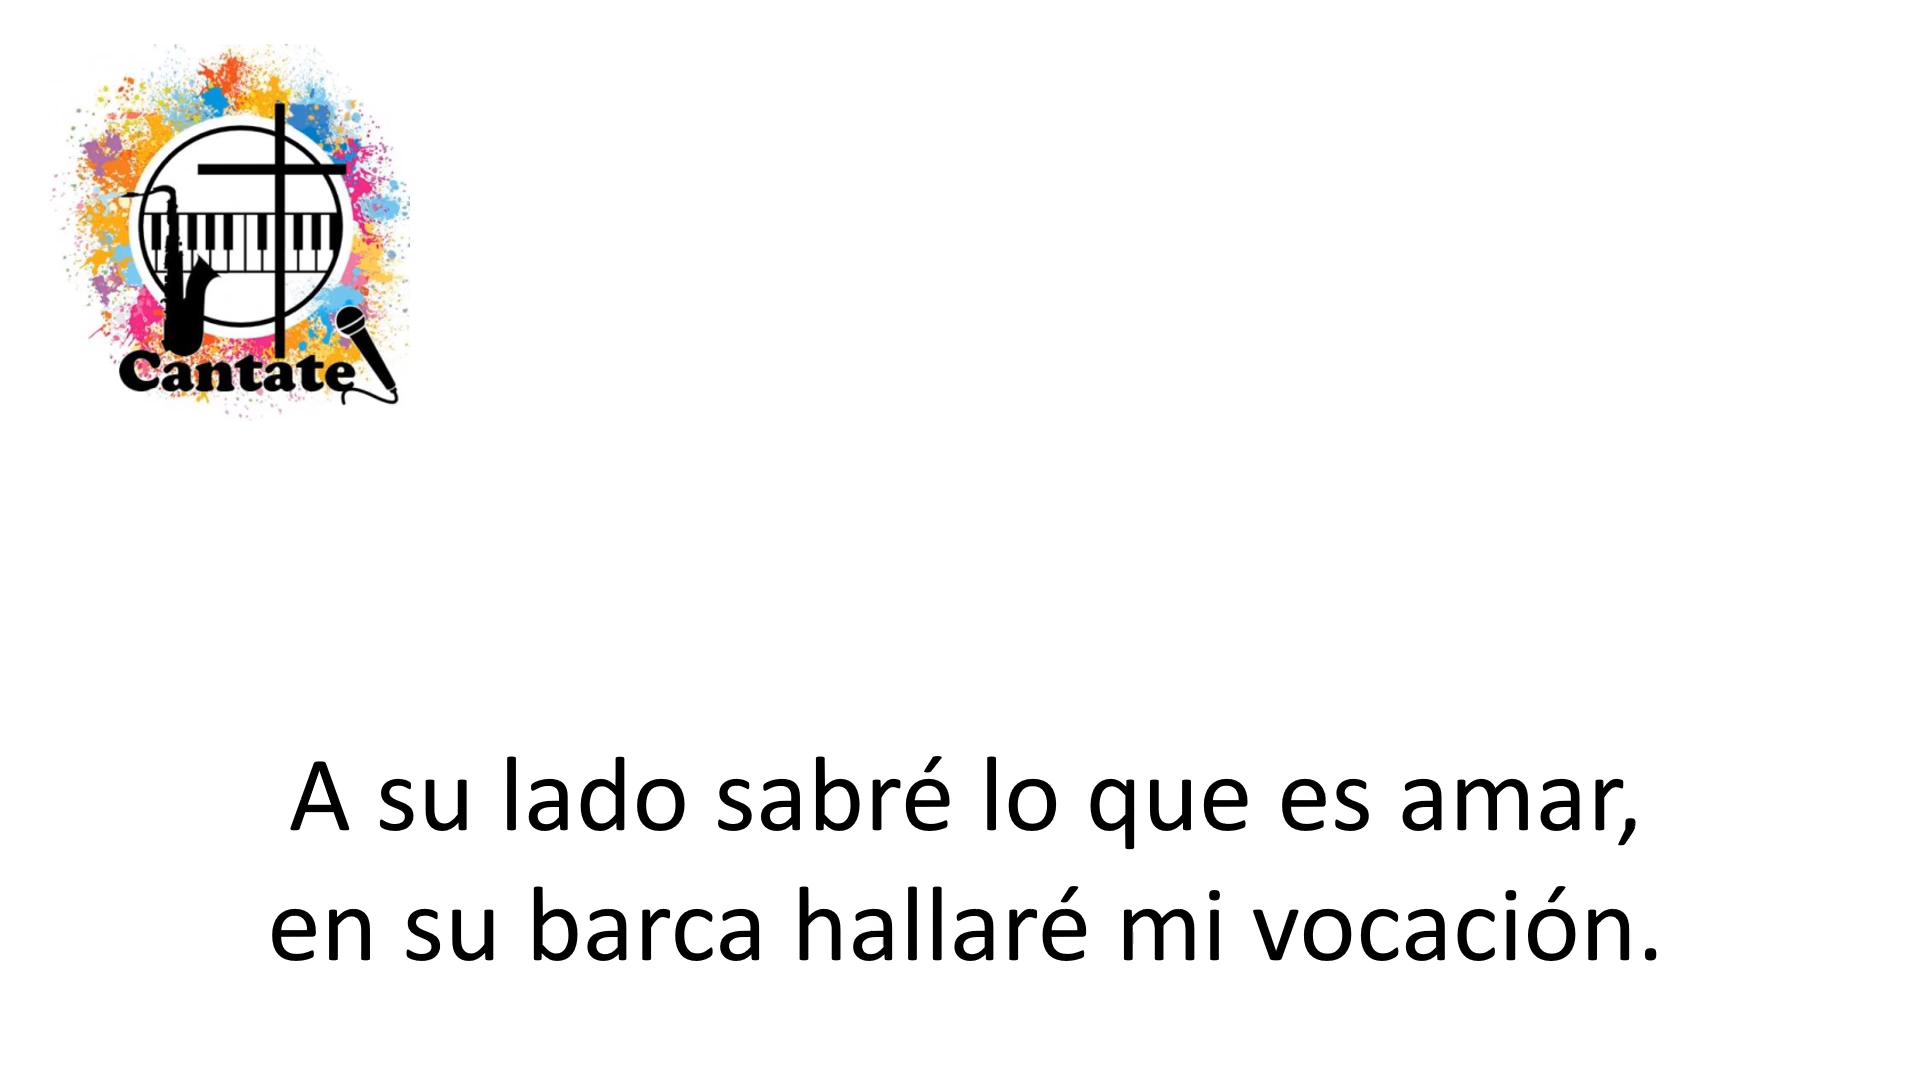 Cantate
A su lado sabré lo que es amar,
en su barca hallaré mi vocación.